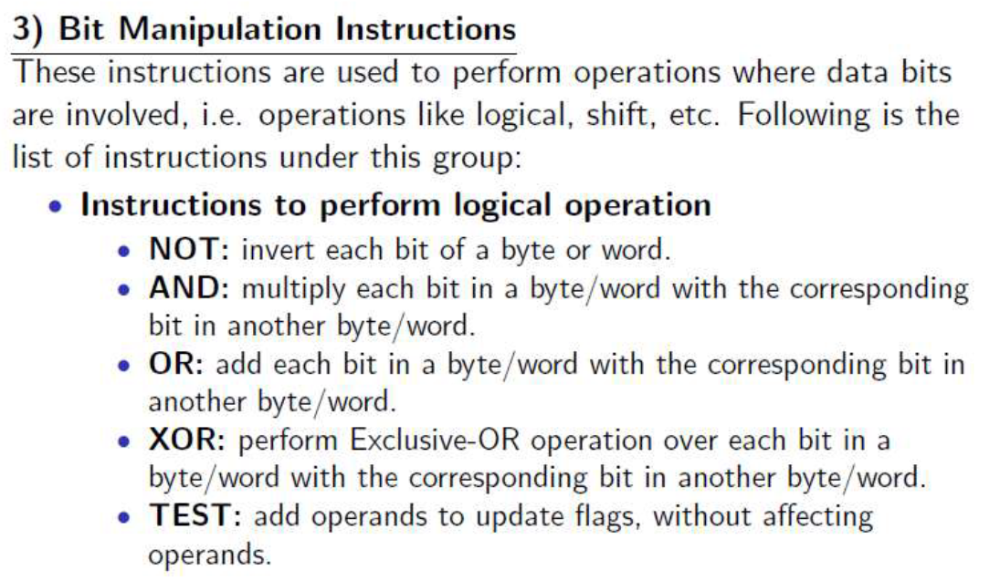 3) Bit Manipulation Instructions
These instructions are used to perform operations where data bits
are involved, i.e. operations like logical, shift, etc. Following is the
list of instructions under this group:
• Instructions to perform logical operation
• NOT: invert each bit of a byte or word.
• AND: multiply each bit in a byte/word with the corresponding
bit in another byte/word.
• OR: add each bit in a byte/word with the corresponding bit in
another byte/word.
• XOR: perform Exclusive-OR operation over each bit in a
byte/word with the corresponding bit in another byte/word.
• TEST: add operands to update flags, without affecting
operands.